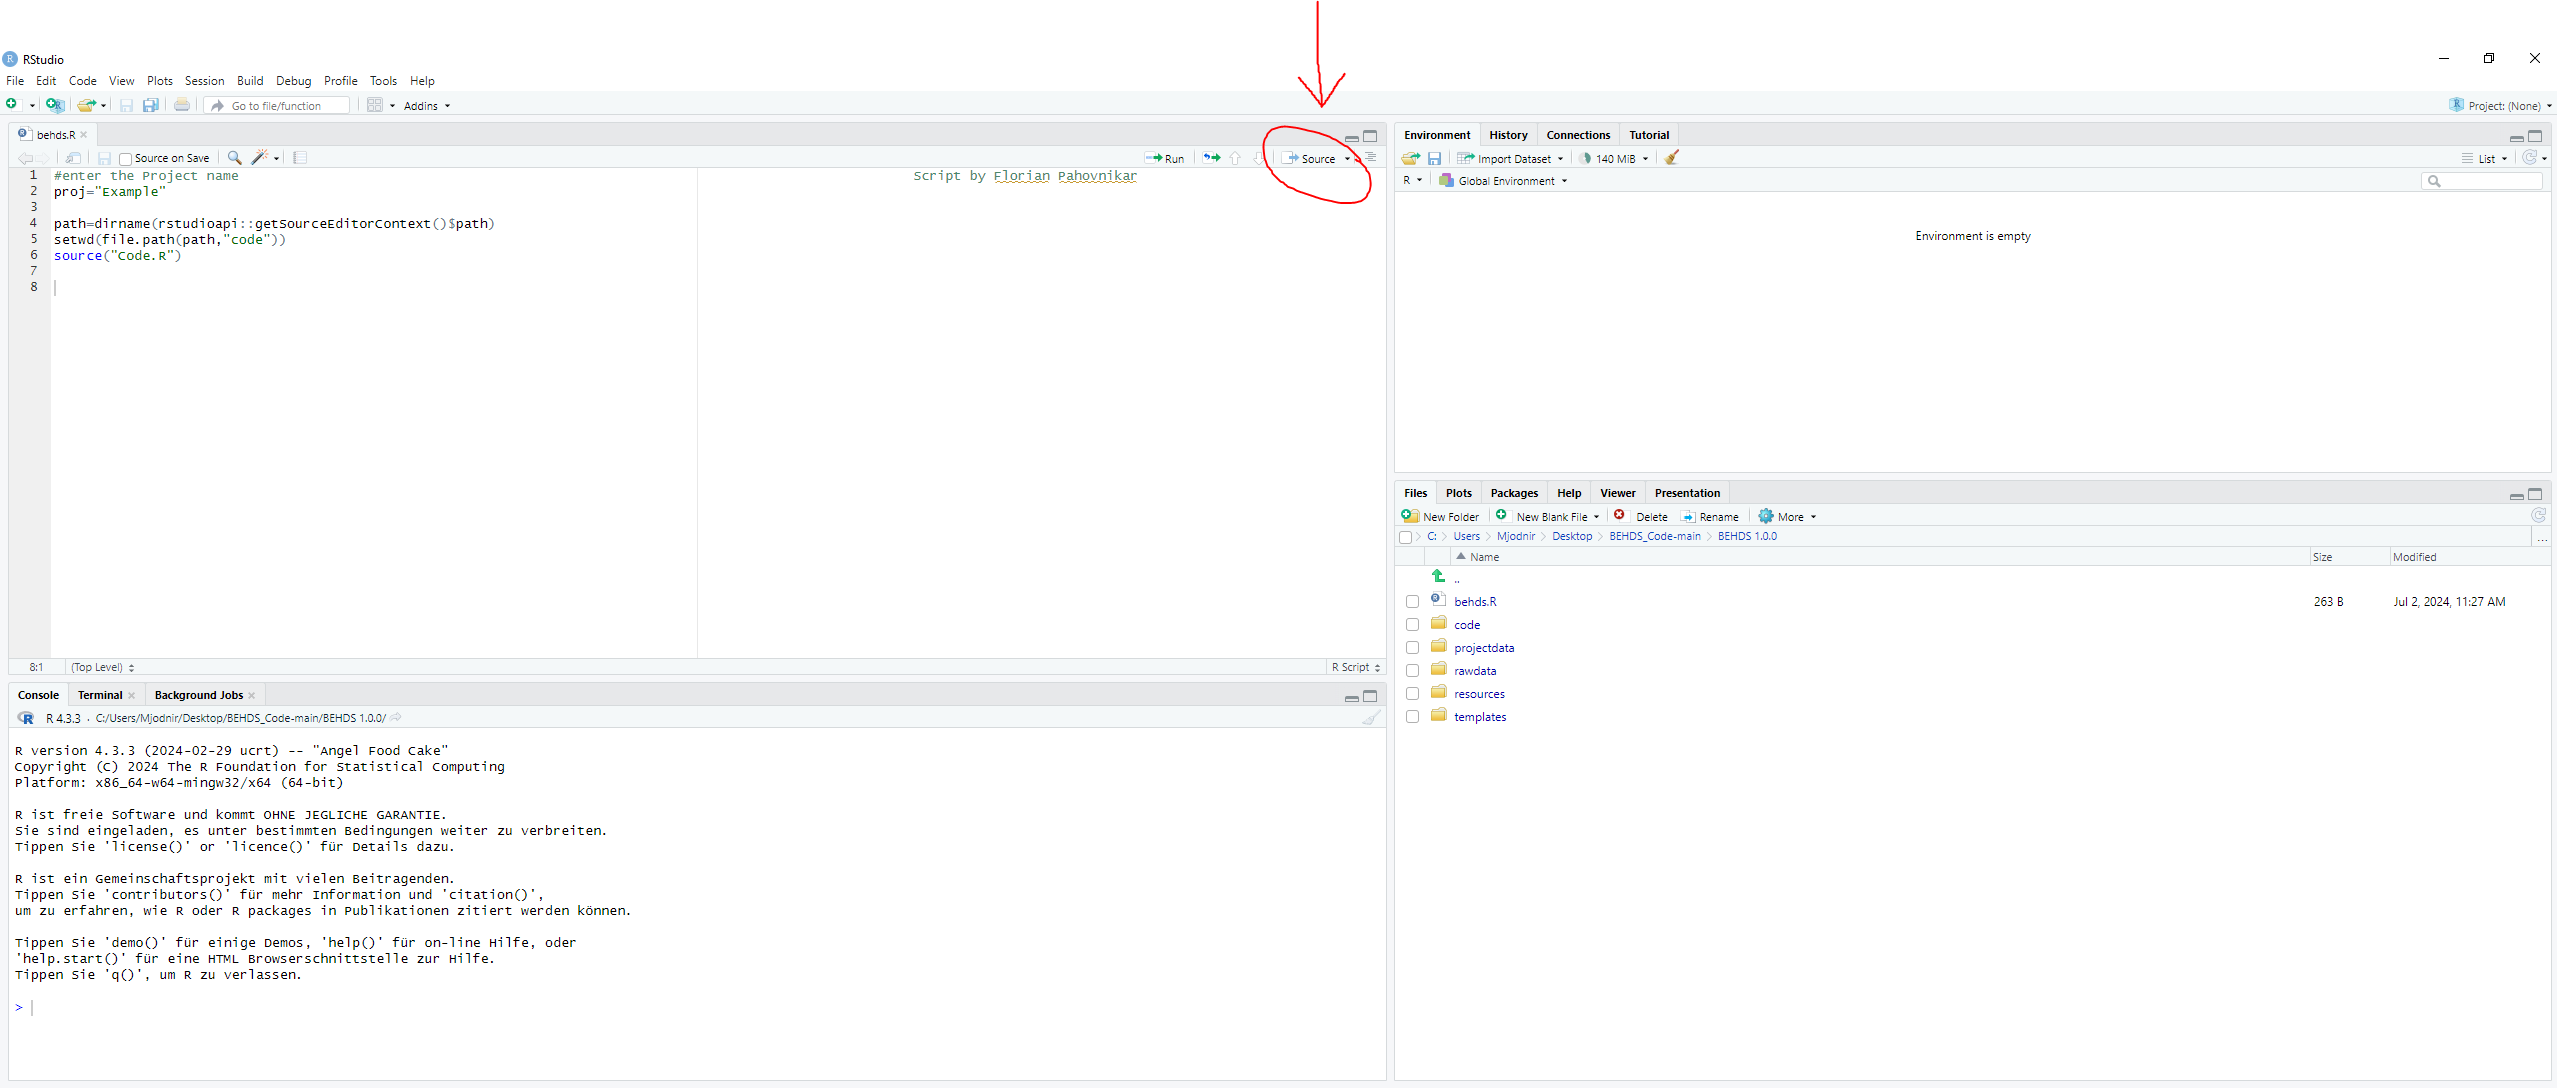 RStudio
File Edit Code View Plots Session Build Debug Profile Tools Help
Go to file/function Addins Project: (None)
behds.R
Source on Save Run Source
1 #enter the Project name Script by Florian Pahovnikar
2 proj="Example"
3
4 path=dirname(rstudioapi::getSourceEditorContext()$path)
5 setwd(file.path(path,"code"))
6 source("Code.R")
7
8
8:1 (Top Level) R Script
Console Terminal Background Jobs
R 4.3.3 · C:/Users/Mjodnir/Desktop/BEHDS_Code-main/BEHDS 1.0.0/
R version 4.3.3 (2024-02-29 ucrt) -- "Angel Food Cake"
Copyright (C) 2024 The R Foundation for Statistical Computing
Platform: x86_64-w64-mingw32/x64 (64-bit)
R ist freie Software und kommt OHNE JEGLICHE GARANTIE.
Sie sind eingeladen, es unter bestimmten Bedingungen weiter zu verbreiten.
Tippen Sie 'license()' or 'licence()' für Details dazu.
R ist ein Gemeinschaftsprojekt mit vielen Beitragenden.
Tippen Sie 'contributors()' für mehr Information und 'citation()',
um zu erfahren, wie R oder R packages in Publikationen zitiert werden können.
Tippen Sie 'demo()' für einige Demos, 'help()' für on-line Hilfe, oder
'help.start()' für eine HTML Browserschnittstelle zur Hilfe.
Tippen Sie 'q()', um R zu verlassen.
>
Environment History Connections Tutorial
Import Dataset 140 MiB List
R Global Environment
Environment is empty
Files Plots Packages Help Viewer Presentation
New Folder New Blank File Delete Rename More
C: Users Mjodnir Desktop BEHDS_Code-main BEHDS 1.0.0 ...
Name Size Modified
..
behds.R 263 B Jul 2, 2024, 11:27 AM
code
projectdata
rawdata
resources
templates